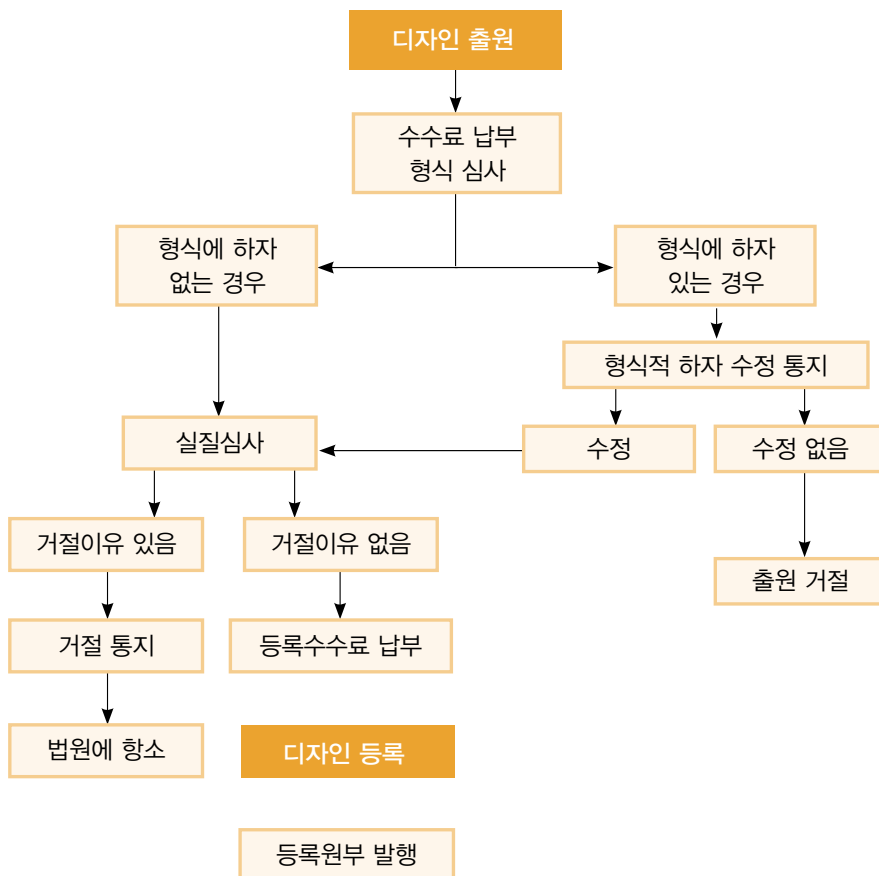 디자인 출원
수수료 납부
형식 심사
형식에 하자
없는 경우
형식에 하자
있는 경우
형식적 하자 수정 통지
실질심사
수정
수정 없음
거절이유 있음
거절이유 없음
출원 거절
거절 통지
등록수수료 납부
법원에 항소
디자인 등록
등록원부 발행